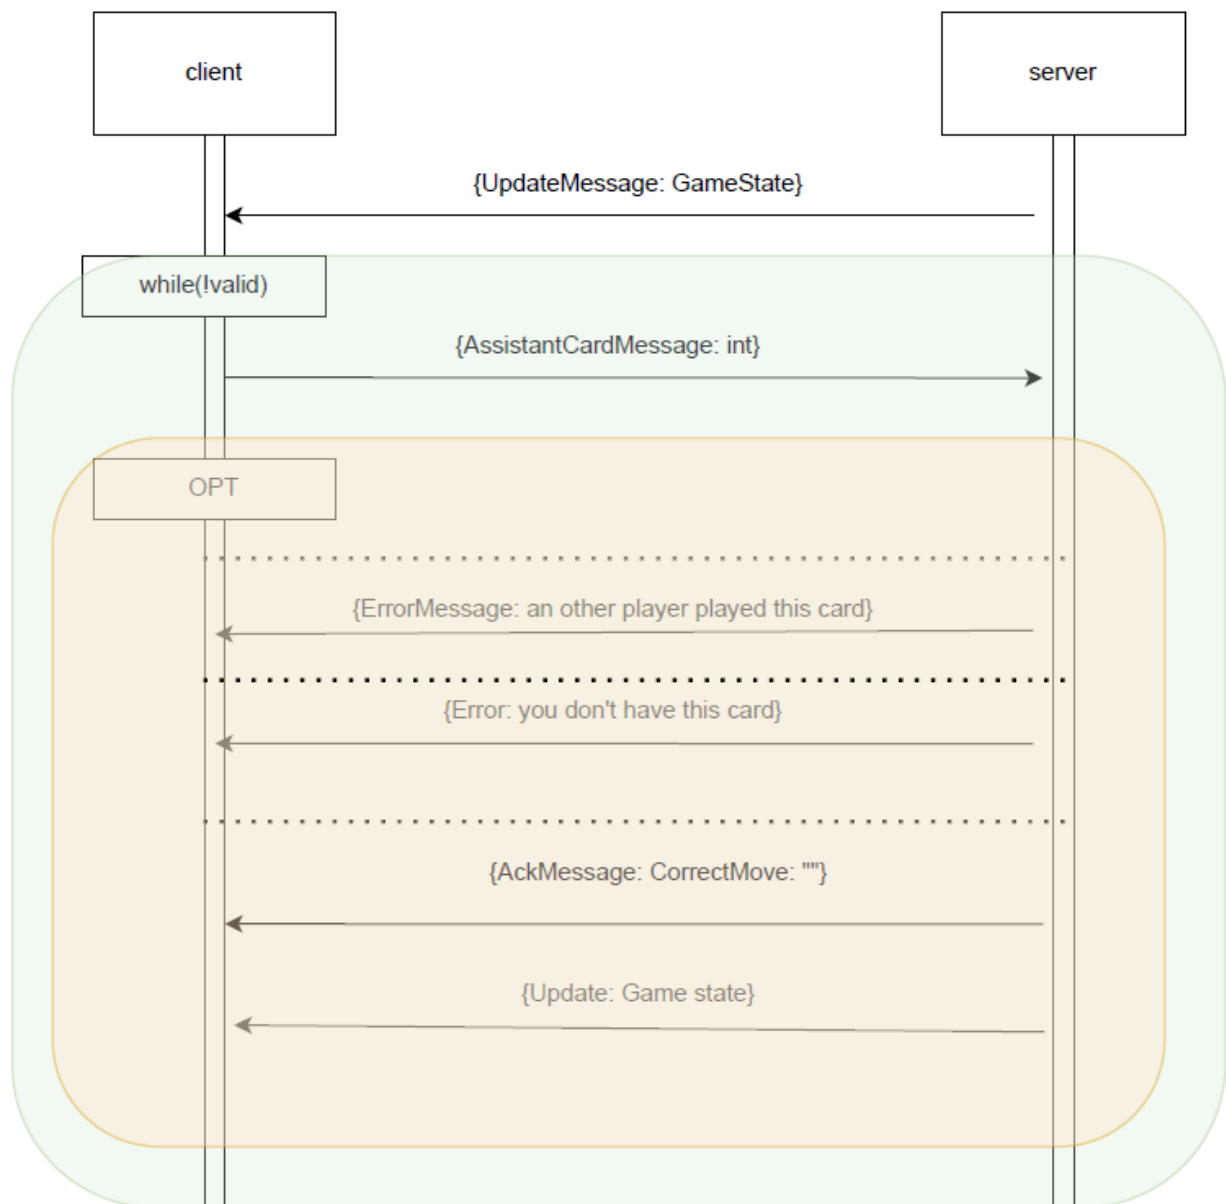 client
server
{UpdateMessage: GameState}
while(!valid)
{AssistantCardMessage: int}
OPT
{ErrorMessage: an other player played this card}
{Error: you don't have this card}
{AckMessage: CorrectMove: ""}
{Update: Game state}